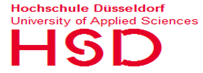 Hochschule Düsseldorf
University of Applied Sciences
HSD